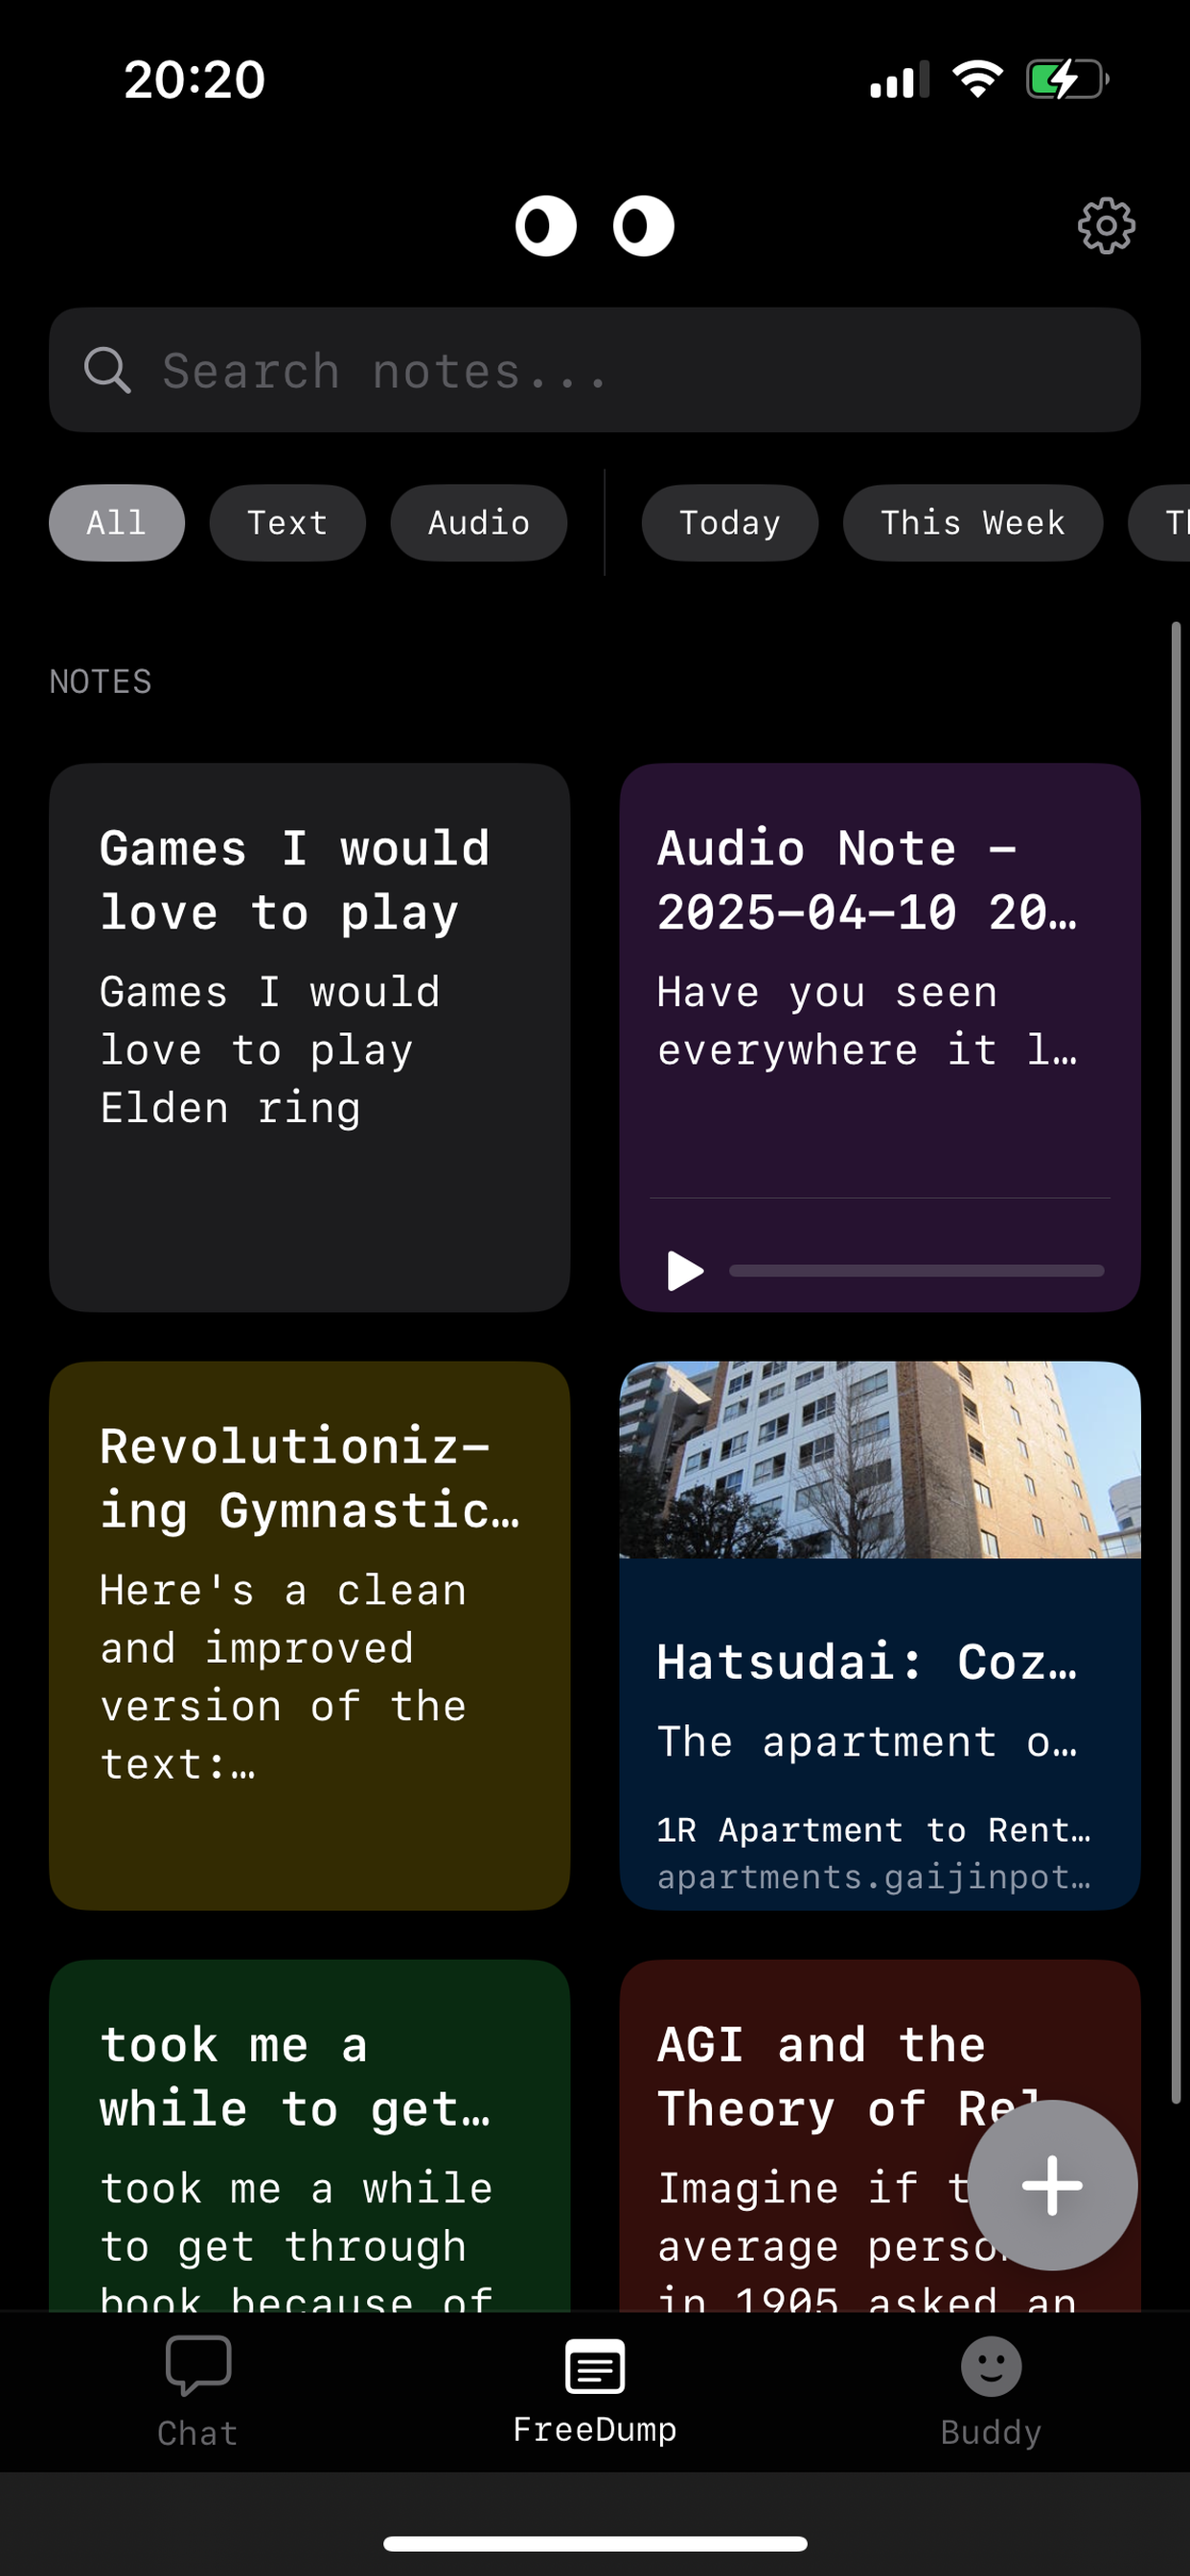 20:20
Search notes...
All
Text
Audio
Today
This Week
NOTES
Games I would
love to play
Games I would
love to play
Elden ring
Audio Note –
2025–04–10 20…
Have you seen
everywhere it l…
Revolutioniz–
ing Gymnastic…
Here's a clean
and improved
version of the
text:…
Hatsudai: Coz…
The apartment o…
1R Apartment to Rent…
apartments.gaijinpot…
took me a
while to get…
took me a while
to get through
book because of
AGI and the
Theory of Rel
Imagine if t
average person
in 1905 asked an
Chat
FreeDump
Buddy